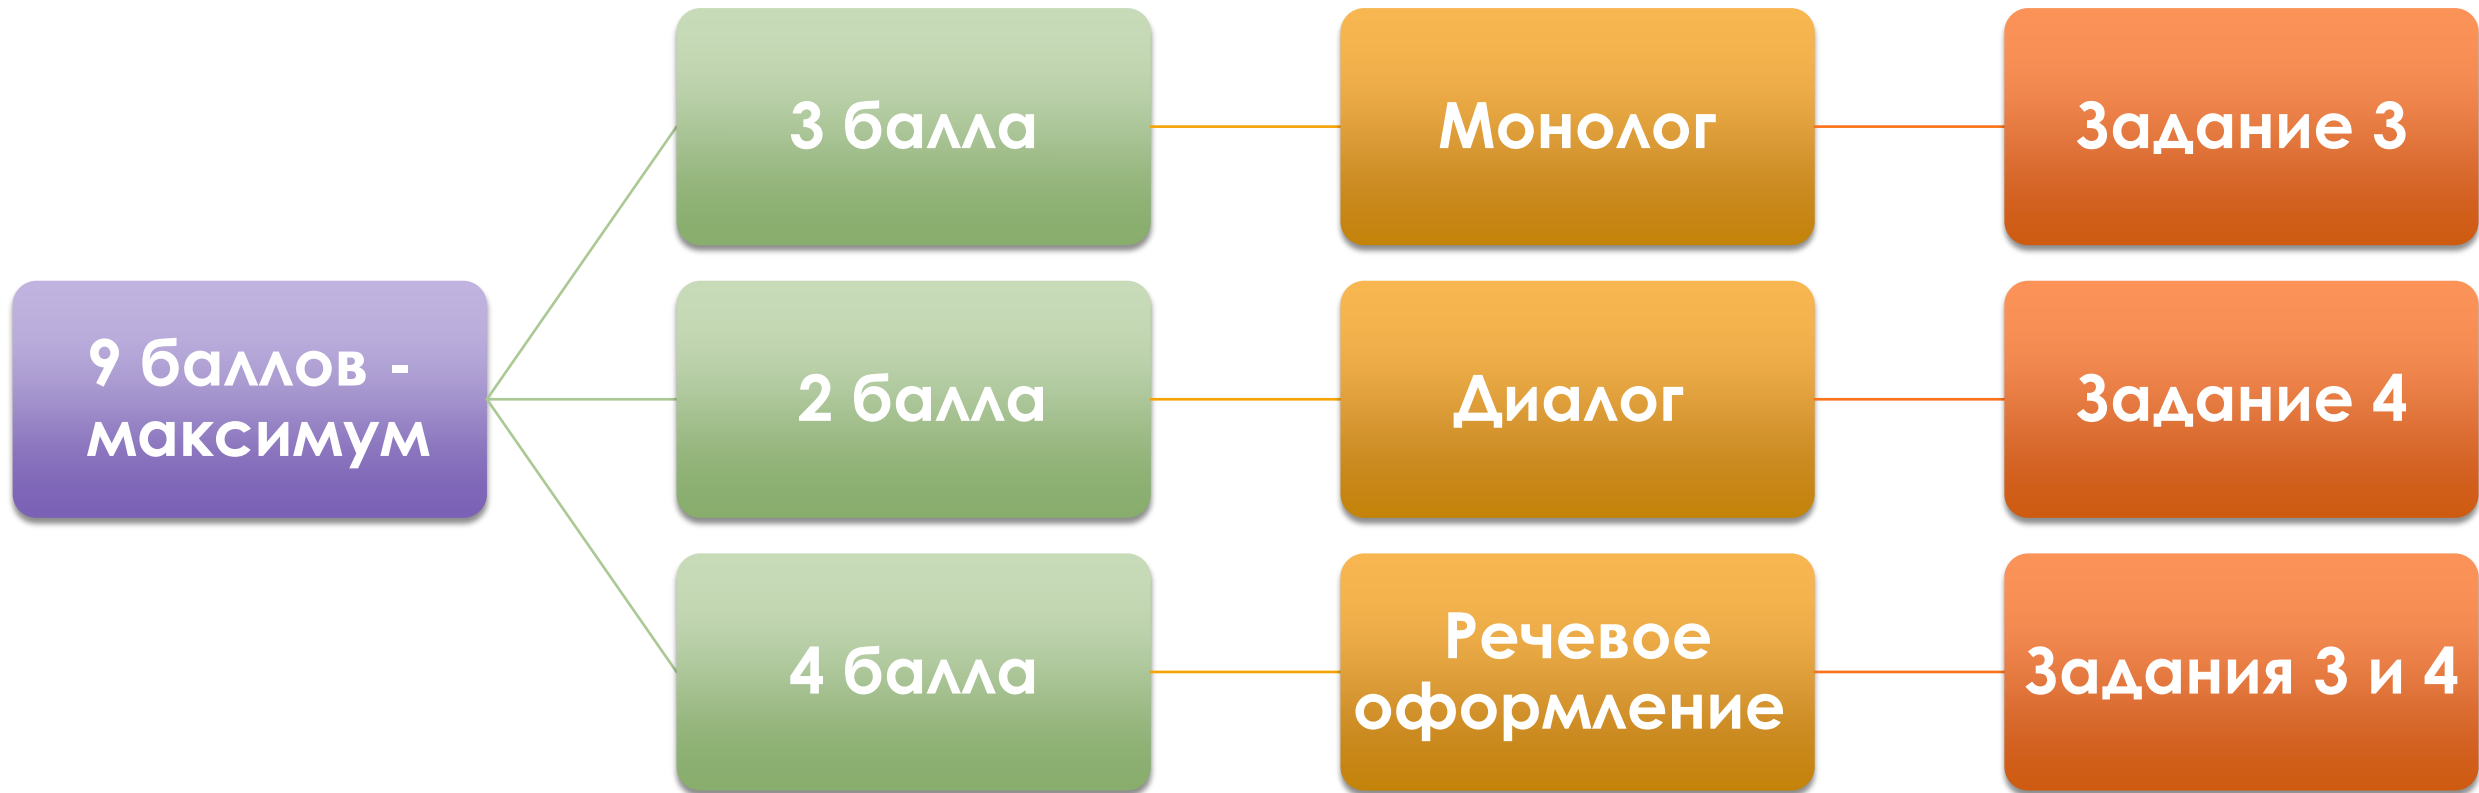 3 балла
Монолог
Задание 3
9 баллов -
максимум
2 балла
Диалог
Задание 4
4 балла
Речевое
оформление
Задания 3 и 4